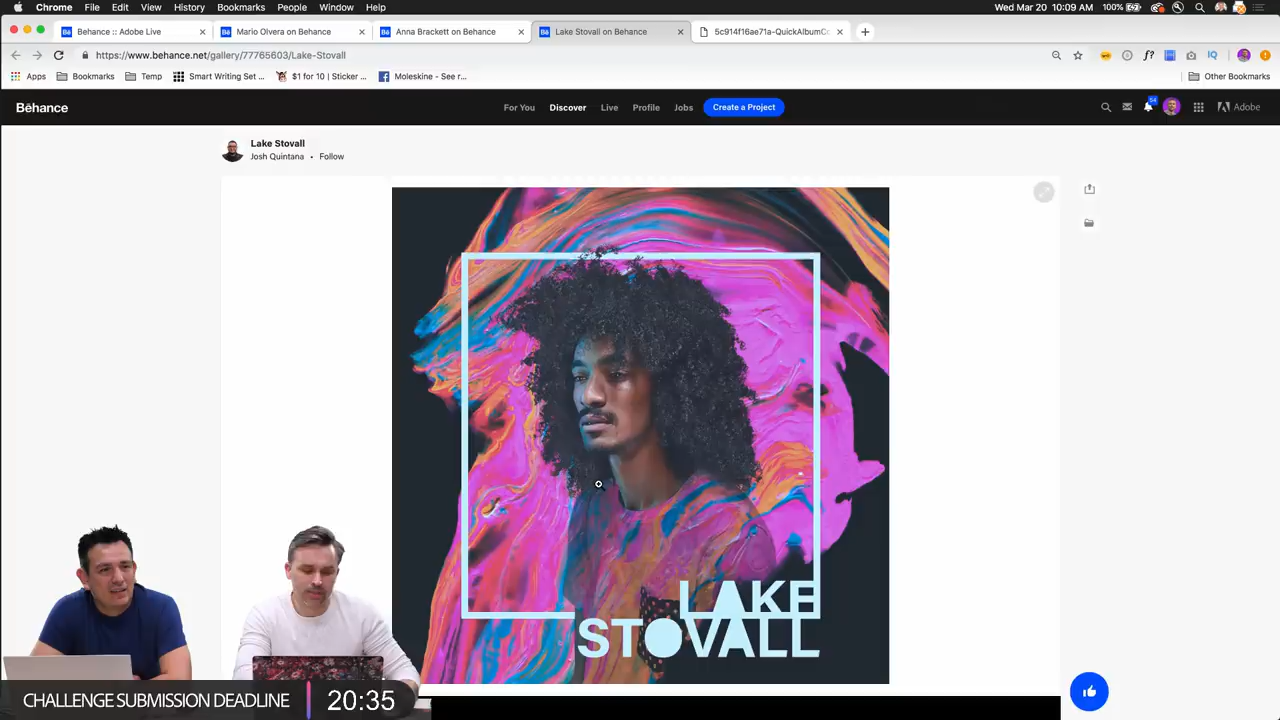 Chrome File Edit View History Bookmarks People Window Help
100% Wed Mar 20 10:09 AM
Behance :: Adobe Live
Mario Olvera on Behance
Anna Brackett on Behance
Lake Stovall on Behance
https://www.behance.net/gallery/77765603/Lake-Stovall
Apps Bookmarks Temp Smart Writing Set ... $1 for 10 | Sticker ... Moleskine - See r... Other Bookmarks
Bēhance For You Discover Live Profile Jobs Create a Project 54 Adobe
Lake Stovall
Josh Quintana • Follow
LAKE
STOVALL
CHALLENGE SUBMISSION DEADLINE 20:35